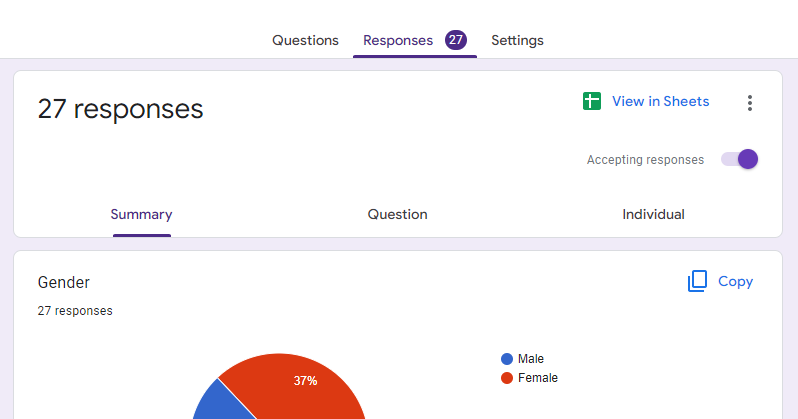 Questions Responses 27 Settings
27 responses
View in Sheets
Accepting responses
Summary Question Individual
Gender
Copy
27 responses
Male
Female
37%